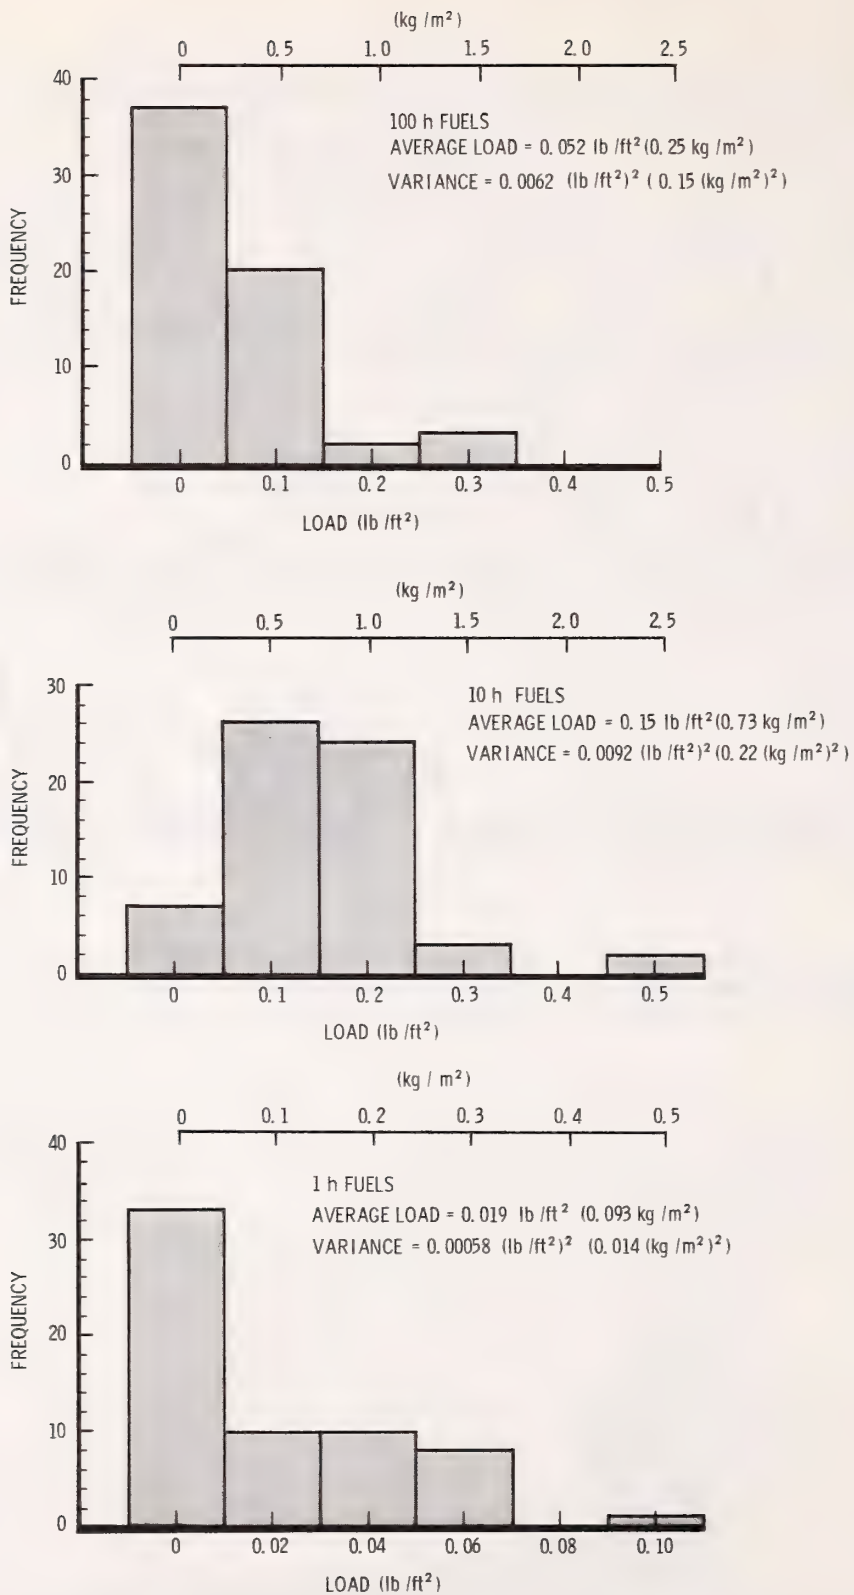 (kg /m²)
0 0.5 1.0 1.5 2.0 2.5
40
30
20
10
0
FREQUENCY
100 h FUELS
AVERAGE LOAD = 0.052 lb /ft² (0.25 kg /m²)
VARIANCE = 0.0062 (lb /ft²)² ( 0.15 (kg /m²)²)
0 0.1 0.2 0.3 0.4 0.5
LOAD (lb /ft²)
(kg /m²)
0 0.5 1.0 1.5 2.0 2.5
30
20
10
0
FREQUENCY
10 h FUELS
AVERAGE LOAD = 0.15 lb /ft² (0.73 kg /m²)
VARIANCE = 0.0092 (lb /ft²)² (0.22 (kg /m²)²)
0 0.1 0.2 0.3 0.4 0.5
LOAD (lb /ft²)
(kg / m²)
0 0.1 0.2 0.3 0.4 0.5
40
30
20
10
0
FREQUENCY
1 h FUELS
AVERAGE LOAD = 0.019 lb /ft² (0.093 kg /m²)
VARIANCE = 0.00058 (lb /ft²)² (0.014 (kg /m²)²)
0 0.02 0.04 0.06 0.08 0.10
LOAD (lb /ft²)